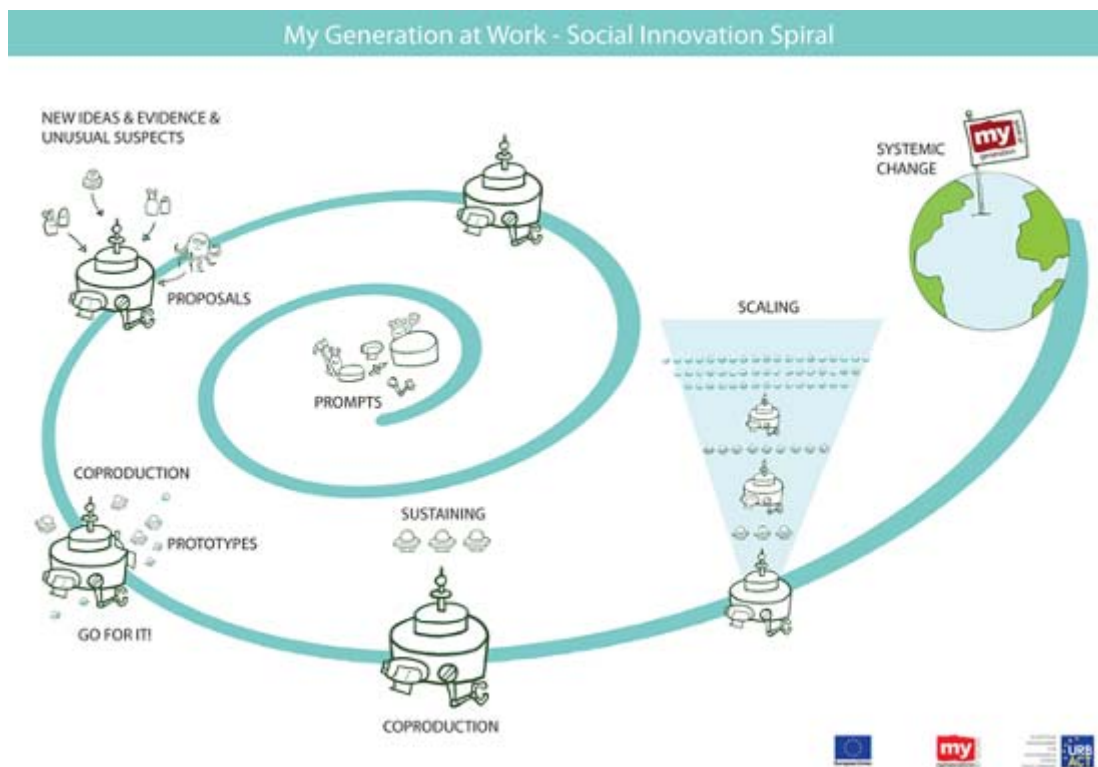 My Generation at Work - Social Innovation Spiral
NEW IDEAS & EVIDENCE &
UNUSUAL SUSPECTS
PROPOSALS
PROMPTS
COPRODUCTION
PROTOTYPES
GO FOR IT!
SUSTAINING
COPRODUCTION
SCALING
SYSTEMIC
CHANGE
my
generation
my
URB
ACT